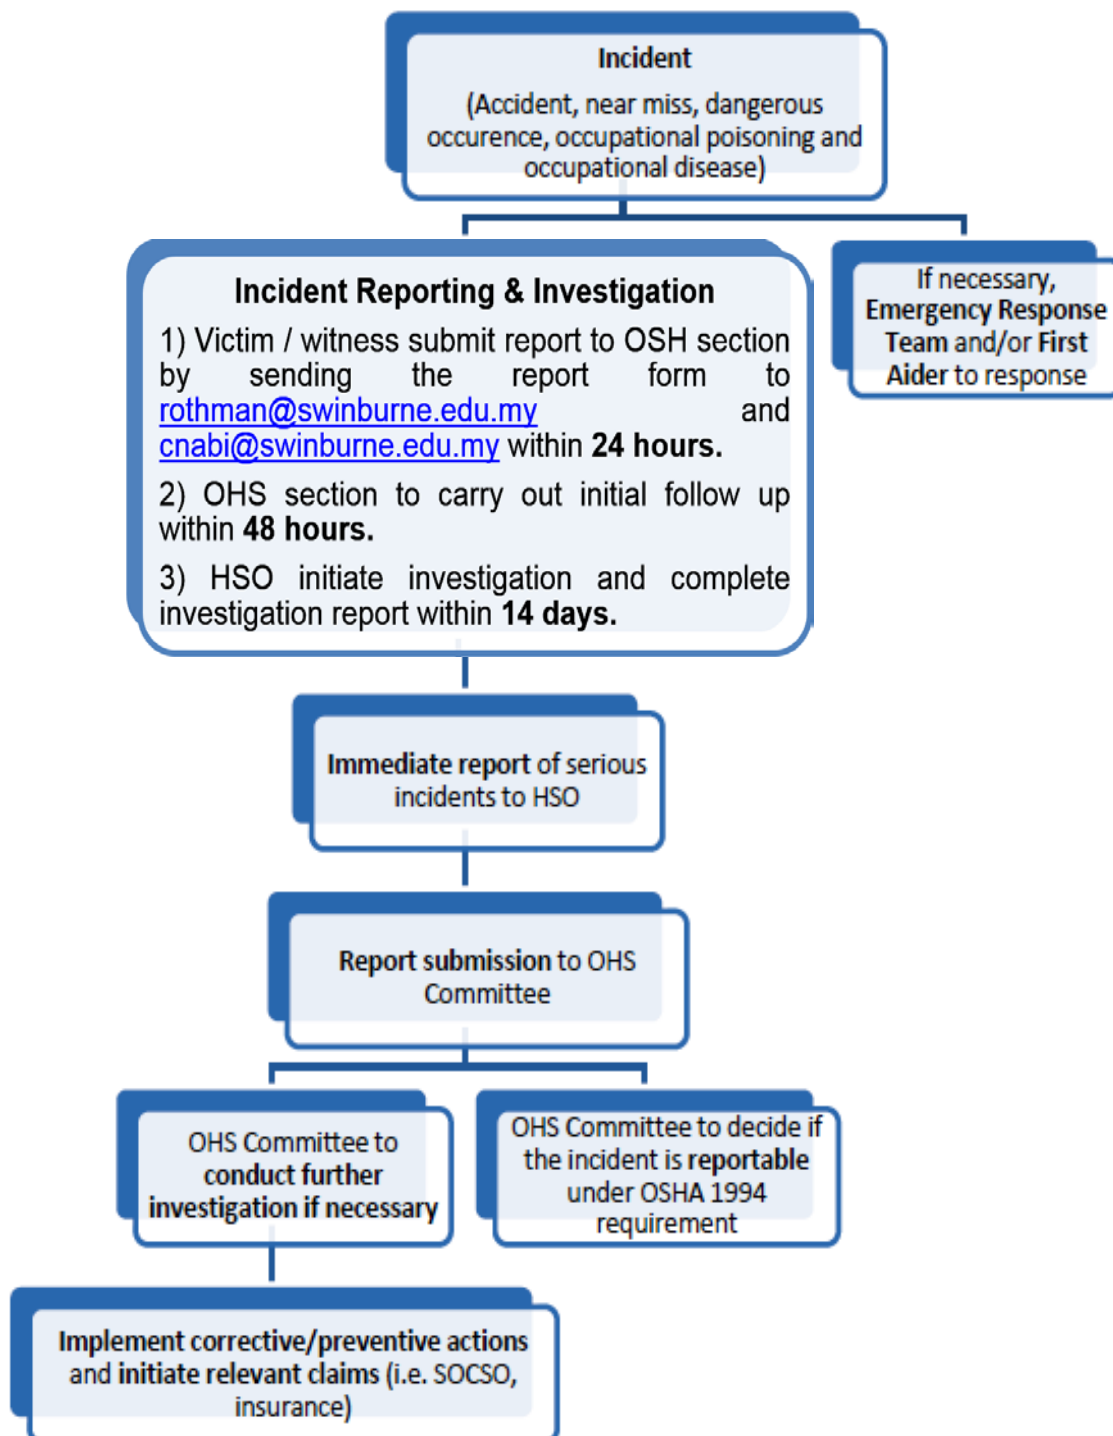 Incident
(Accident, near miss, dangerous
occurence, occupational poisoning and
occupational disease)
Incident Reporting & Investigation
1) Victim / witness submit report to OSH section
by sending the report form to
rothman@swinburne.edu.my and
cnabi@swinburne.edu.my within 24 hours.
2) OHS section to carry out initial follow up
within 48 hours.
3) HSO initiate investigation and complete
investigation report within 14 days.
If necessary,
Emergency Response
Team and/or First
Aider to response
Immediate report of serious
incidents to HSO
Report submission to OHS
Committee
OHS Committee to
conduct further
investigation if necessary
OHS Committee to decide if
the incident is reportable
under OSHA 1994
requirement
Implement corrective/preventive actions
and initiate relevant claims (i.e. SOCSO,
insurance)